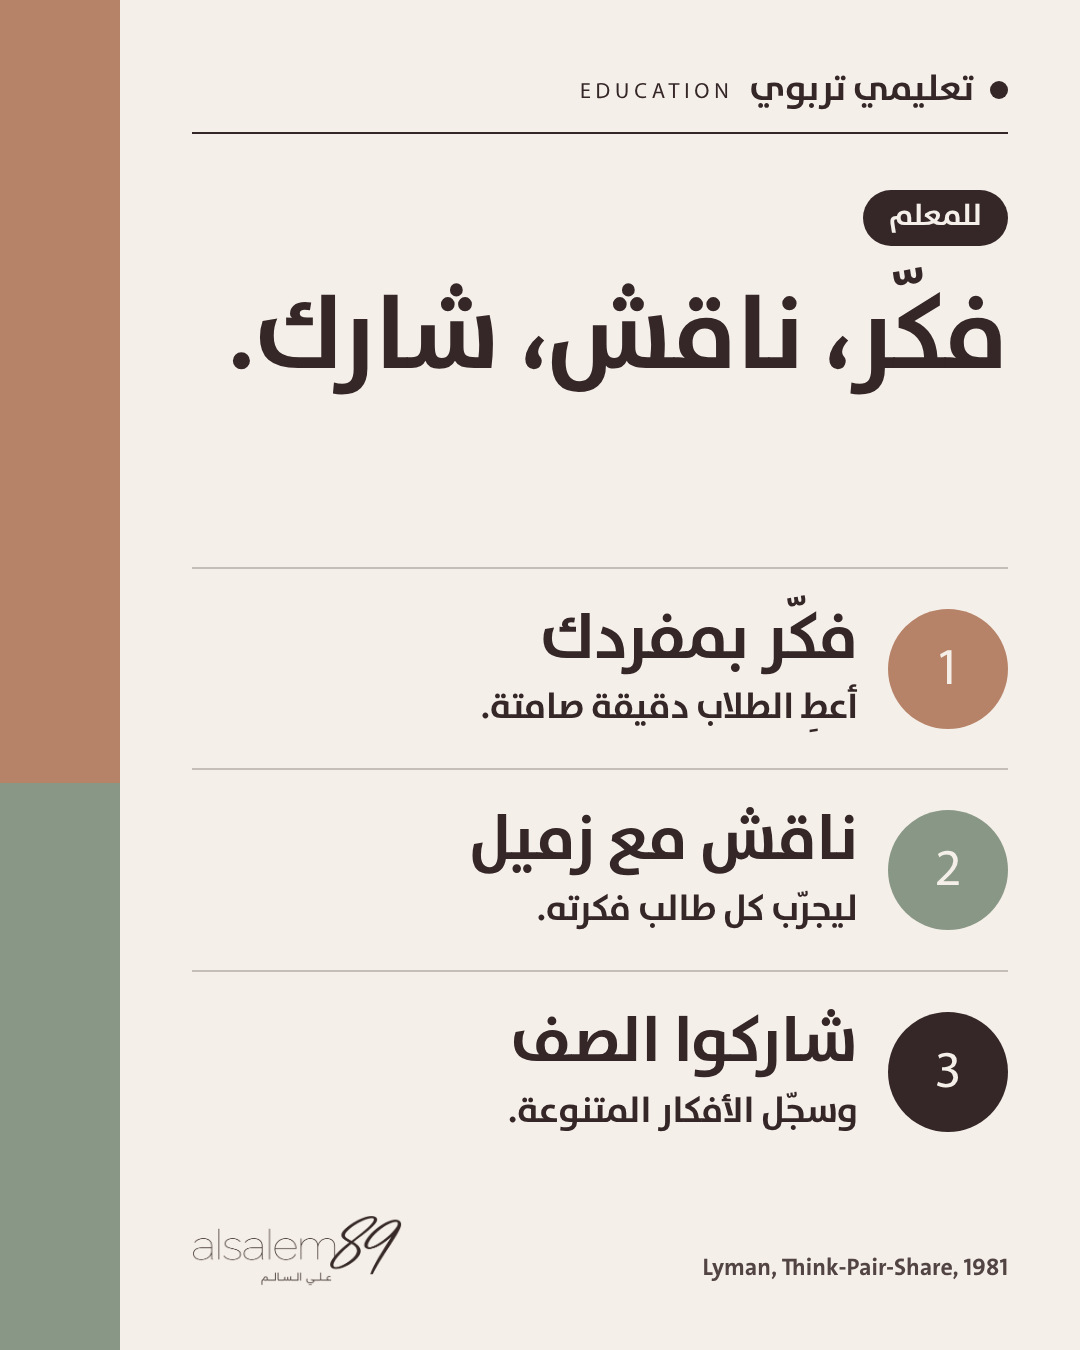 تعليمي تربوي EDUCATION
للمعلم
فكّر، ناقش، شارك.
1
فكّر بمفردك
أعطِ الطلاب دقيقة صامتة.
2
ناقش مع زميل
ليجرّب كل طالب فكرته.
3
شاركوا الصف
وسجّل الأفكار المتنوعة.
Lyman, Think-Pair-Share, 1981
alsalem89
علي السالم